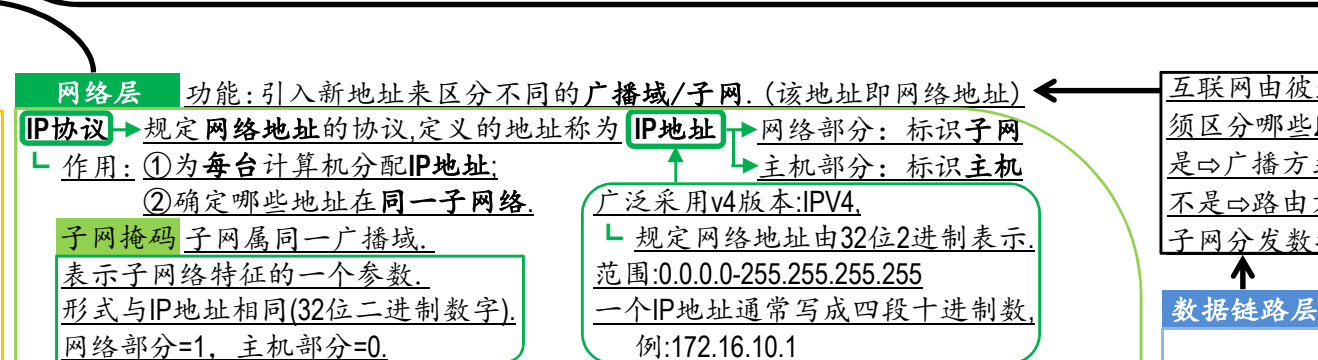 网络层 功能:引入新地址来区分不同的广播域/子网.(该地址即网络地址)
IP协议 规定网络地址的协议,定义的地址称为 IP地址 网络部分: 标识子网
作用: ①为每台计算机分配IP地址;
主机部分: 标识主机
②确定哪些地址在同一子网络.
子网掩码 子网属同一广播域.
表示子网络特征的一个参数.
形式与IP地址相同(32位二进制数字).
网络部分=1, 主机部分=0.
广泛采用v4版本:IPV4,
规定网络地址由32位2进制表示.
范围:0.0.0.0-255.255.255.255
一个IP地址通常写成四段十进制数,
例:172.16.10.1
互联网由彼
须区分哪些
是⇨广播方
不是⇨路由
子网分发数
数据链路层